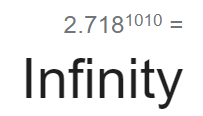 2.718¹⁰¹⁰ =
Infinity